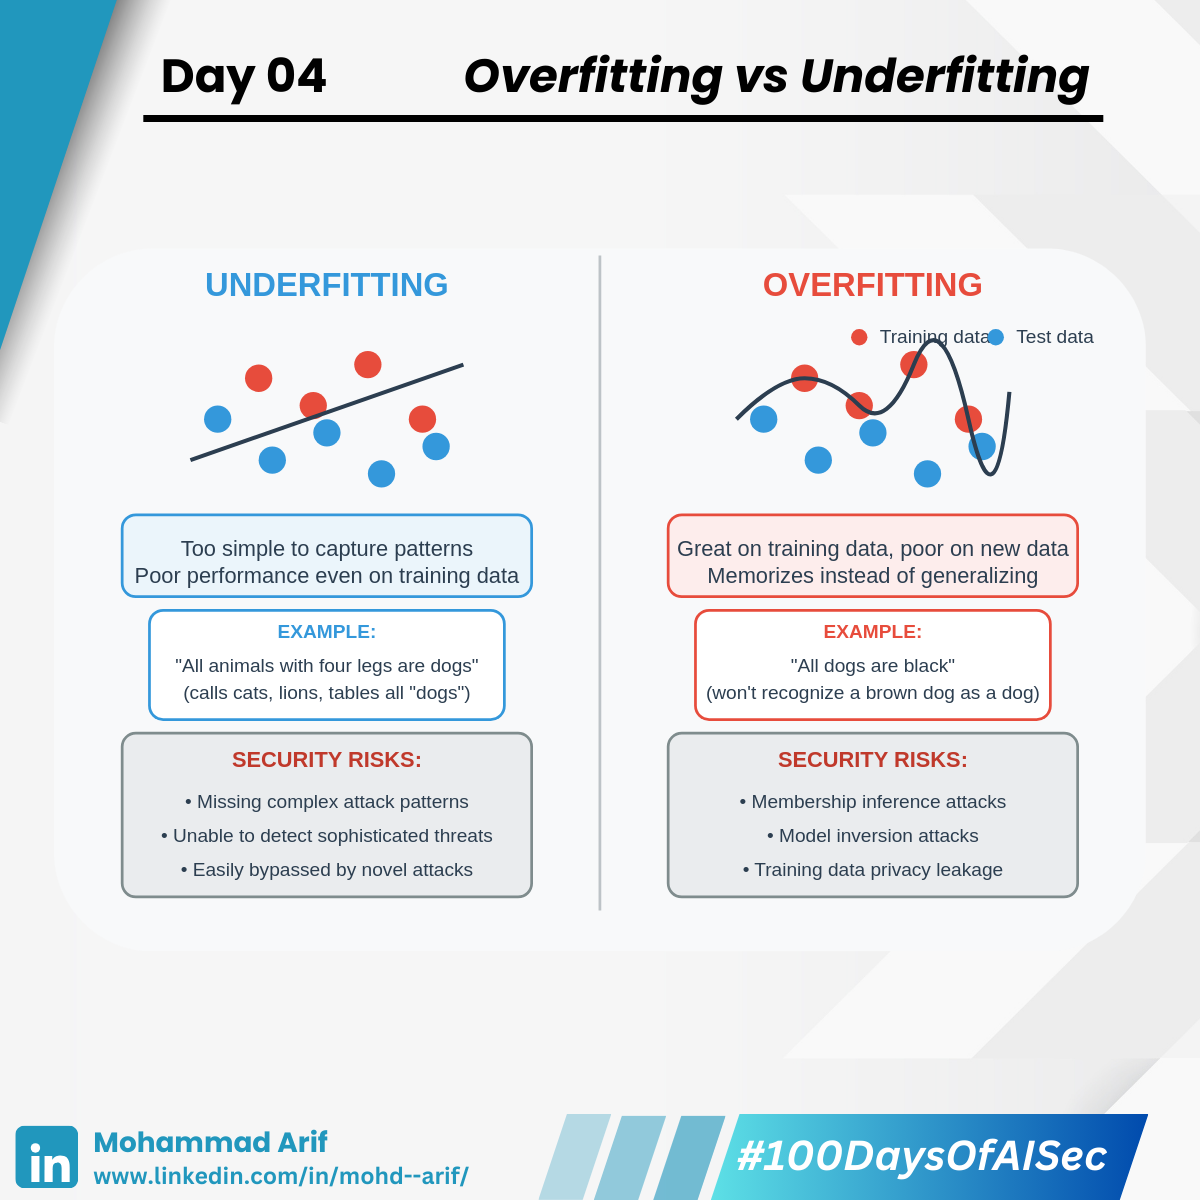 Day 04
Overfitting vs Underfitting
UNDERFITTING
Too simple to capture patterns
Poor performance even on training data
EXAMPLE:
"All animals with four legs are dogs"
(calls cats, lions, tables all "dogs")
SECURITY RISKS:
• Missing complex attack patterns
• Unable to detect sophisticated threats
• Easily bypassed by novel attacks
OVERFITTING
Training data
Test data
Great on training data, poor on new data
Memorizes instead of generalizing
EXAMPLE:
"All dogs are black"
(won't recognize a brown dog as a dog)
SECURITY RISKS:
• Membership inference attacks
• Model inversion attacks
• Training data privacy leakage
in
Mohammad Arif
www.linkedin.com/in/mohd--arif/
#100DaysOfAISec